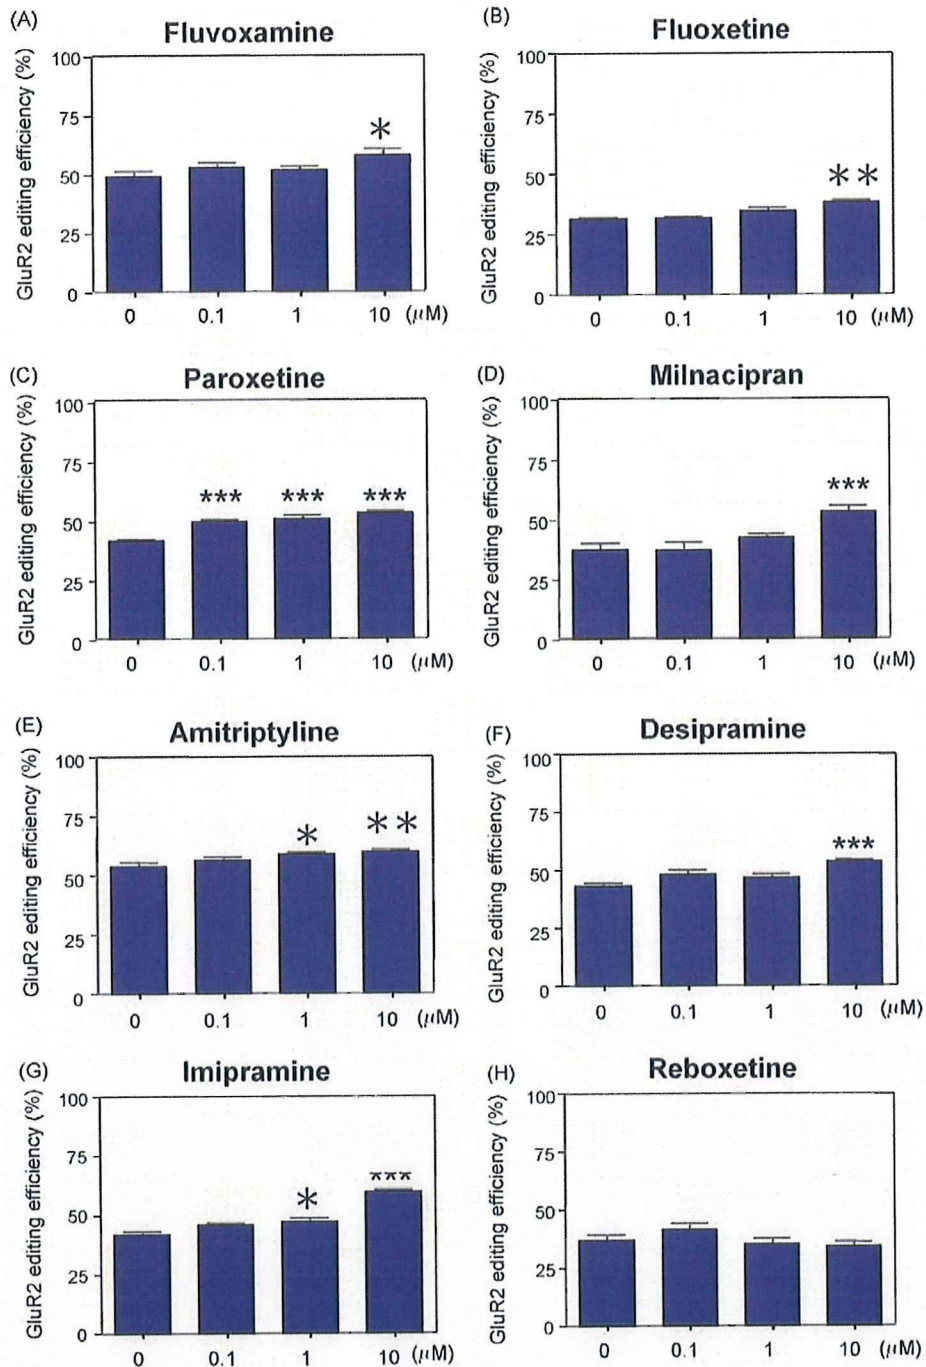 (A)
Fluvoxamine
GluR2 editing efficiency (%)
100
75
50
25
0
*
0 0.1 1 10 (μM)
(B)
Fluoxetine
GluR2 editing efficiency (%)
100
75
50
25
0
**
0 0.1 1 10 (μM)
(C)
Paroxetine
GluR2 editing efficiency (%)
100
75
50
25
0
*** *** ***
0 0.1 1 10 (μM)
(D)
Milnacipran
GluR2 editing efficiency (%)
100
75
50
25
0
***
0 0.1 1 10 (μM)
(E)
Amitriptyline
GluR2 editing efficiency (%)
100
75
50
25
0
* **
0 0.1 1 10 (μM)
(F)
Desipramine
GluR2 editing efficiency (%)
100
75
50
25
0
***
0 0.1 1 10 (μM)
(G)
Imipramine
GluR2 editing efficiency (%)
100
75
50
25
0
* ***
0 0.1 1 10 (μM)
(H)
Reboxetine
GluR2 editing efficiency (%)
100
75
50
25
0
0 0.1 1 10 (μM)